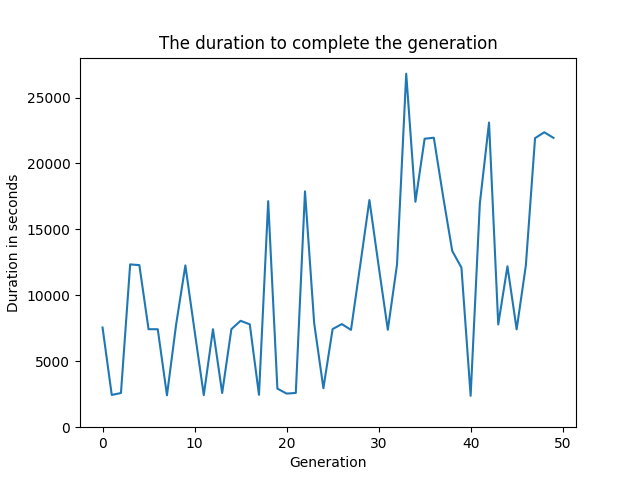 The duration to complete the generation
25000
20000
15000
10000
5000
0
Duration in seconds
0 10 20 30 40 50
Generation